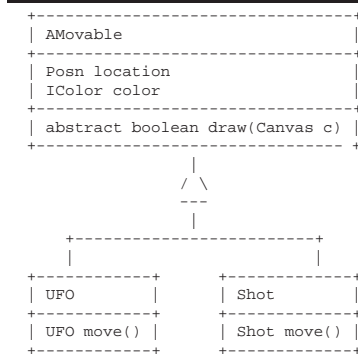 +---------------------------------+
| AMovable                        |
+---------------------------------+
| Posn location                   |
| IColor color                    |
+---------------------------------+
| abstract boolean draw(Canvas c) |
+-------------------------------- +
                |
               / \
               ---
                |
    +-------------------------+
    |                         |
+------------+      +-------------+
| UFO        |      | Shot        |
+------------+      +-------------+
| UFO move() |      | Shot move() |
+------------+      +-------------+